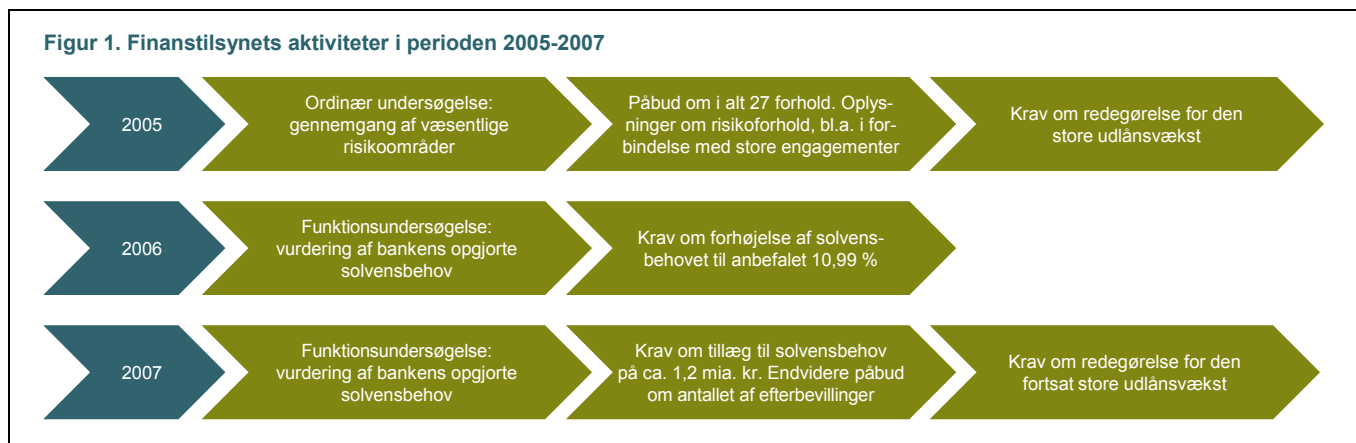 Figur 1. Finanstilsynets aktiviteter i perioden 2005-2007
2005
Ordinær undersøgelse:
gennemgang af væsentlige
risikoområder
Påbud om i alt 27 forhold. Oplys-
ninger om risikoforhold, bl.a. i for-
bindelse med store engagementer
Krav om redegørelse for den
store udlånsvækst
2006
Funktionsundersøgelse:
vurdering af bankens opgjorte
solvensbehov
Krav om forhøjelse af solvens-
behovet til anbefalet 10,99 %
2007
Funktionsundersøgelse:
vurdering af bankens opgjorte
solvensbehov
Krav om tillæg til solvensbehov
på ca. 1,2 mia. kr. Endvidere påbud
om antallet af efterbevillinger
Krav om redegørelse for den
fortsat store udlånsvækst